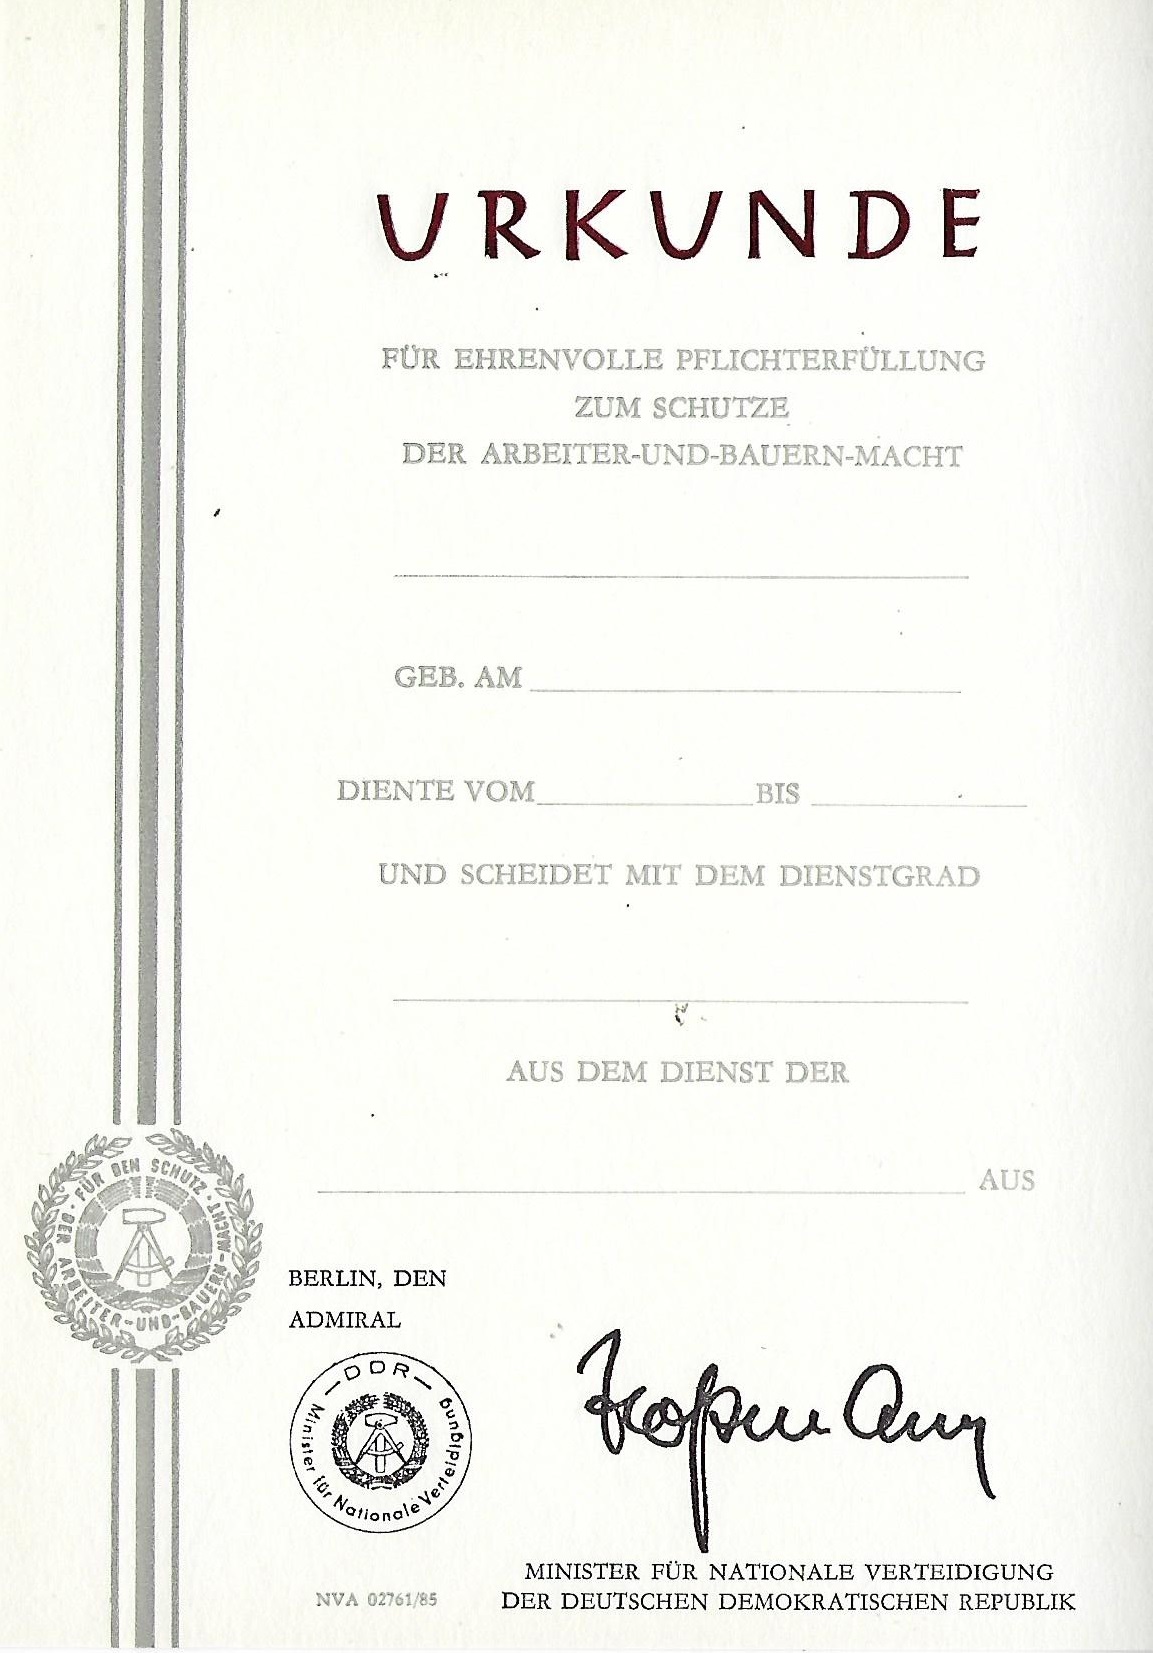 URKUNDE
FÜR EHRENVOLLE PFLICHTERFÜLLUNG
ZUM SCHUTZE
DER ARBEITER-UND-BAUERN-MACHT
GEB. AM
DIENTE VOM BIS
UND SCHEIDET MIT DEM DIENSTGRAD
AUS DEM DIENST DER
AUS
FÜR DEN SCHUTZ · DER ARBEITER-UND-BAUERN-MACHT ·
BERLIN, DEN
ADMIRAL
— DDR —
Minister für Nationale Verteidigung
MINISTER FÜR NATIONALE VERTEIDIGUNG
DER DEUTSCHEN DEMOKRATISCHEN REPUBLIK
NVA 02761/85